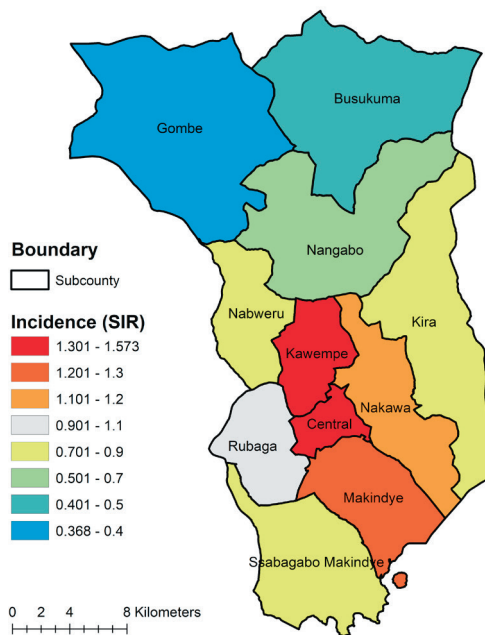 Busukuma
Gombe
Nangabo
Boundary
Subcounty
Nabweru
Kira
Incidence (SIR)
1.301 - 1.573
1.201 - 1.3
1.101 - 1.2
0.901 - 1.1
0.701 - 0.9
0.501 - 0.7
0.401 - 0.5
0.368 - 0.4
Kawempe
Nakawa
Central
Rubaga
Makindye
Ssabagabo Makindye
0 2 4 8 Kilometers